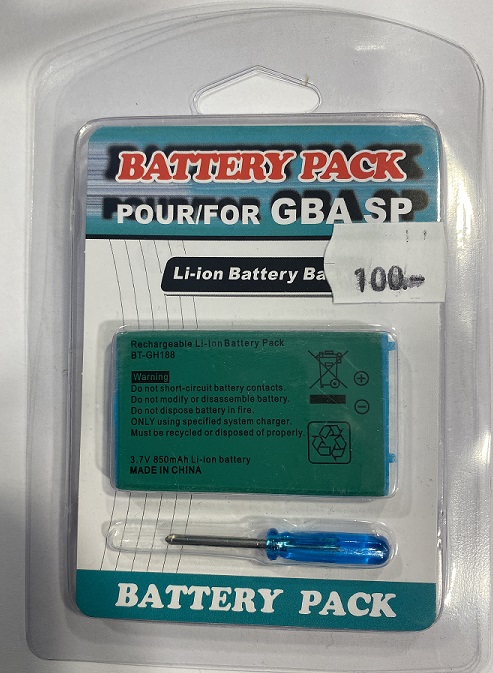 BATTERY PACK
POUR/FOR GBA SP
Li-ion Battery Ba
100.-
Rechargeable Li-Ion Battery Pack
BT-GH188
Warning
Do not short-circuit battery contacts.
Do not modify or disassemble battery.
Do not dispose battery in fire.
ONLY using specified system charger.
Must be recycled or disposed of properly.
3.7V 850mAh Li-ion battery
MADE IN CHINA
BATTERY PACK